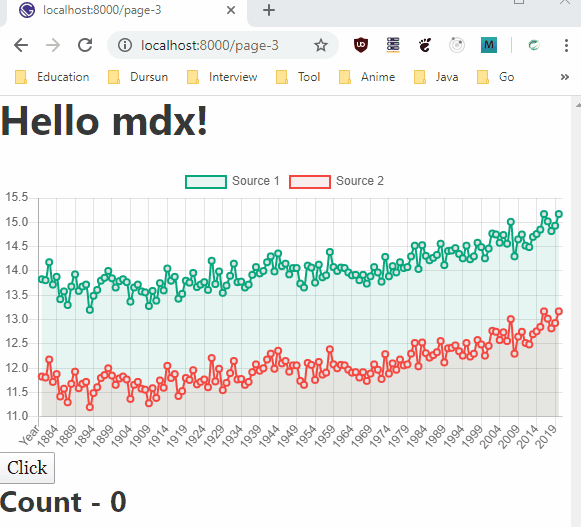 localhost:8000/page-3
localhost:8000/page-3
Education Dursun Interview Tool Anime Java Go »
Hello mdx!
Source 1 Source 2
15.5
15.0
14.5
14.0
13.5
13.0
12.5
12.0
11.5
11.0
Year 1884 1889 1894 1899 1904 1909 1914 1924 1929 1934 1939 1944 1949 1954 1959 1964 1969 1974 1979 1984 1989 1994 1999 2004 2009 2014 2019
Click
Count - 0